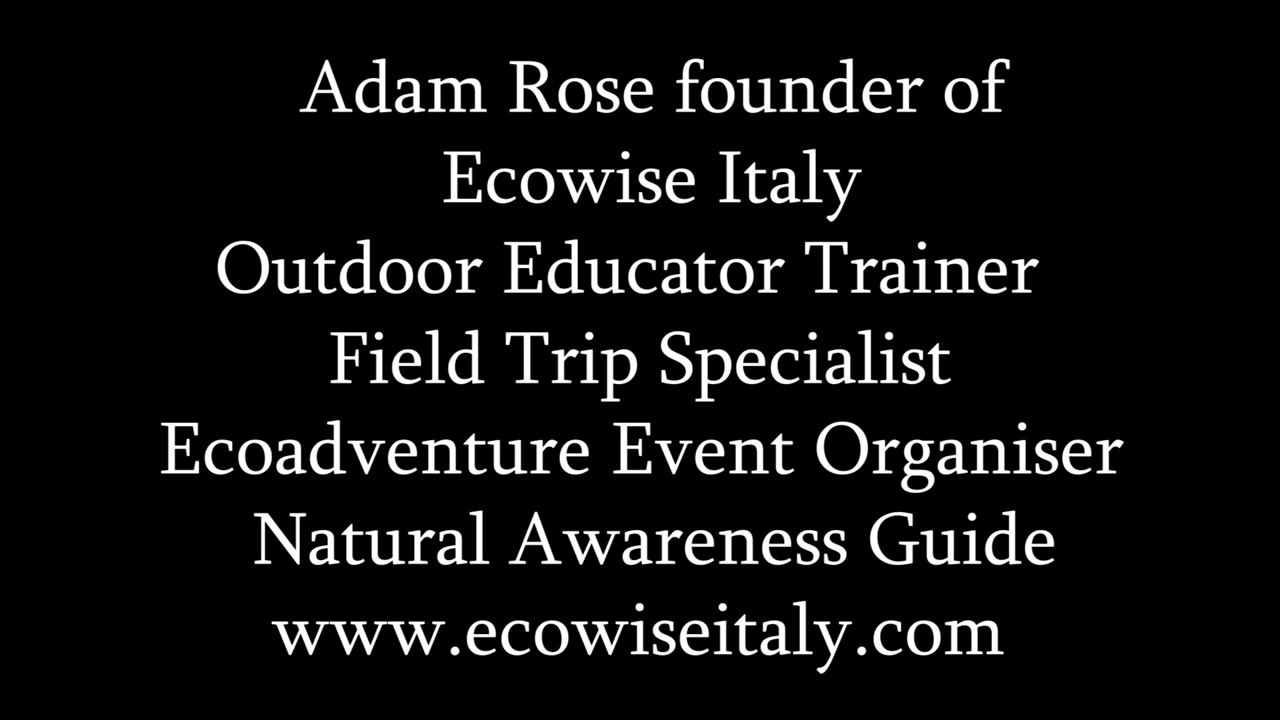 Adam Rose founder of
Ecowise Italy
Outdoor Educator Trainer
Field Trip Specialist
Ecoadventure Event Organiser
Natural Awareness Guide
www.ecowiseitaly.com